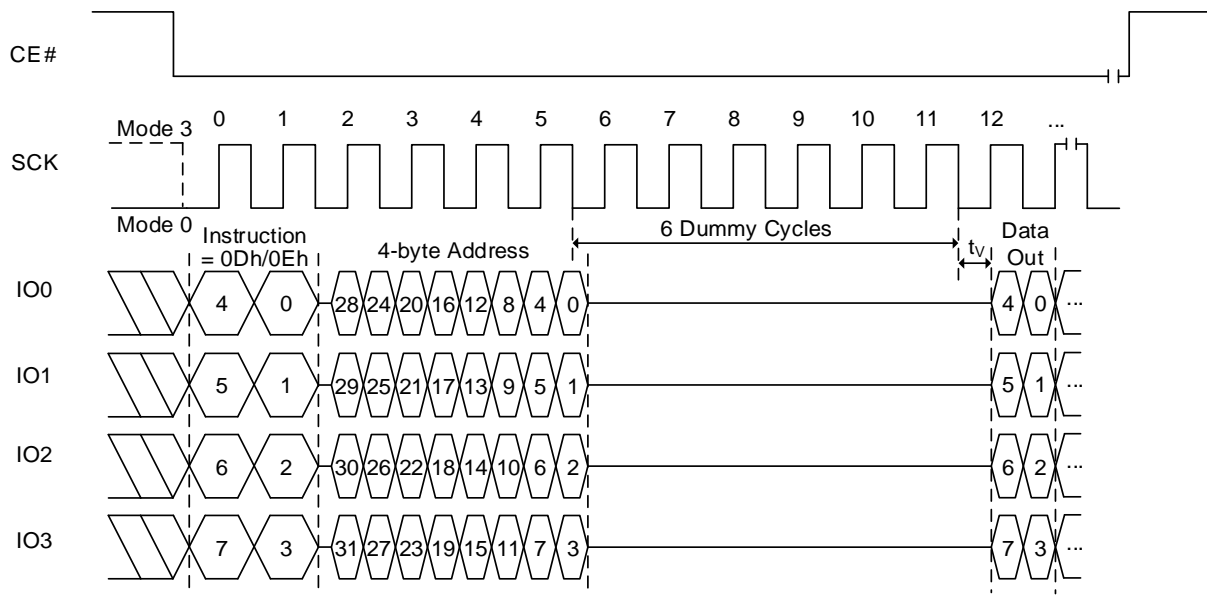 CE#
0 1 2 3 4 5 6 7 8 9 10 11 12 ...
Mode 3
SCK
Mode 0
6 Dummy Cycles
Instruction
= 0Dh/0Eh
4-byte Address
tV
Data
Out
IO0 4 0 28 24 20 16 12 8 4 0 4 0 ...
IO1 5 1 29 25 21 17 13 9 5 1 5 1 ...
IO2 6 2 30 26 22 18 14 10 6 2 6 2 ...
IO3 7 3 31 27 23 19 15 11 7 3 7 3 ...